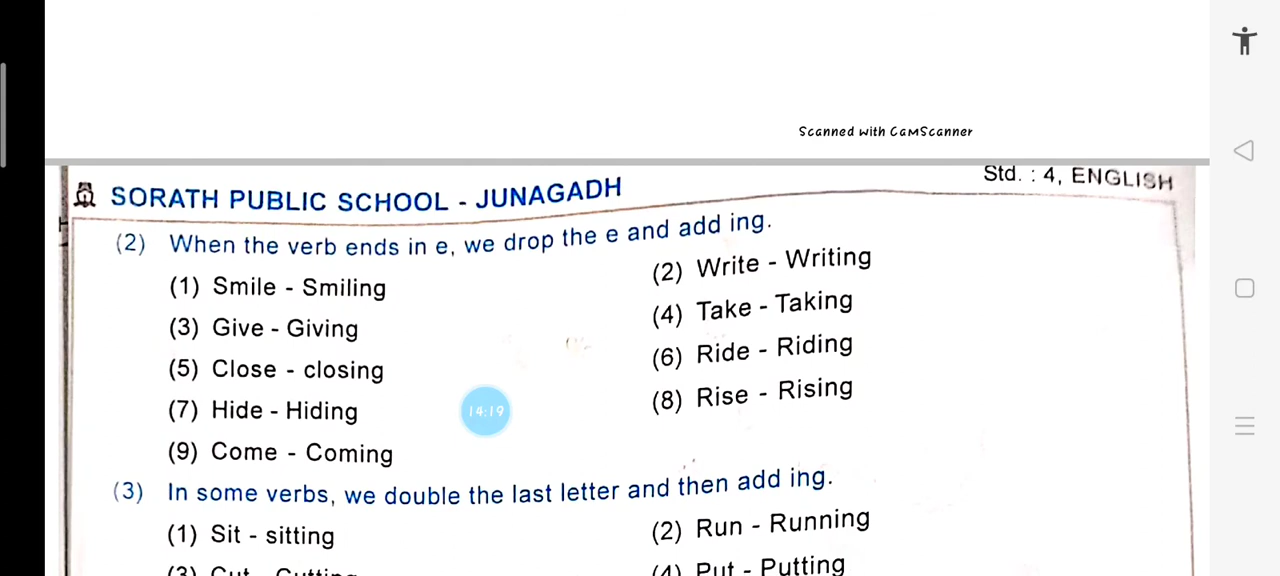 Scanned with CamScanner
SORATH PUBLIC SCHOOL - JUNAGADH
Std. : 4, ENGLISH
(2) When the verb ends in e, we drop the e and add ing.
(1) Smile - Smiling
(2) Write - Writing
(3) Give - Giving
(4) Take - Taking
(5) Close - closing
(6) Ride - Riding
(7) Hide - Hiding
14:19
(8) Rise - Rising
(9) Come - Coming
(3) In some verbs, we double the last letter and then add ing.
(1) Sit - sitting
(2) Run - Running
(3) Cut - Cutting
(4) Put - Putting